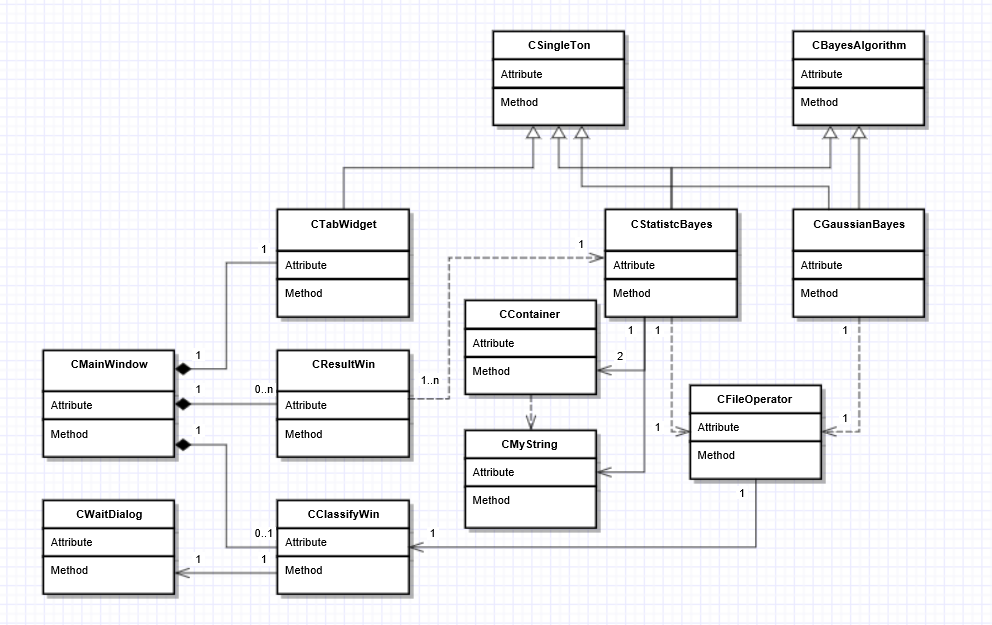 CSingleTon
Attribute
Method
CBayesAlgorithm
Attribute
Method
CTabWidget
Attribute
Method
CStatistcBayes
Attribute
Method
CGaussianBayes
Attribute
Method
1
1
CContainer
Attribute
Method
1
1
2
1
CMainWindow
Attribute
Method
1
1
0..n
1
CResultWin
Attribute
Method
1..n
CFileOperator
Attribute
Method
1
1
CMyString
Attribute
Method
1
CWaitDialog
Attribute
Method
0..1
1
1
CClassifyWin
Attribute
Method
1